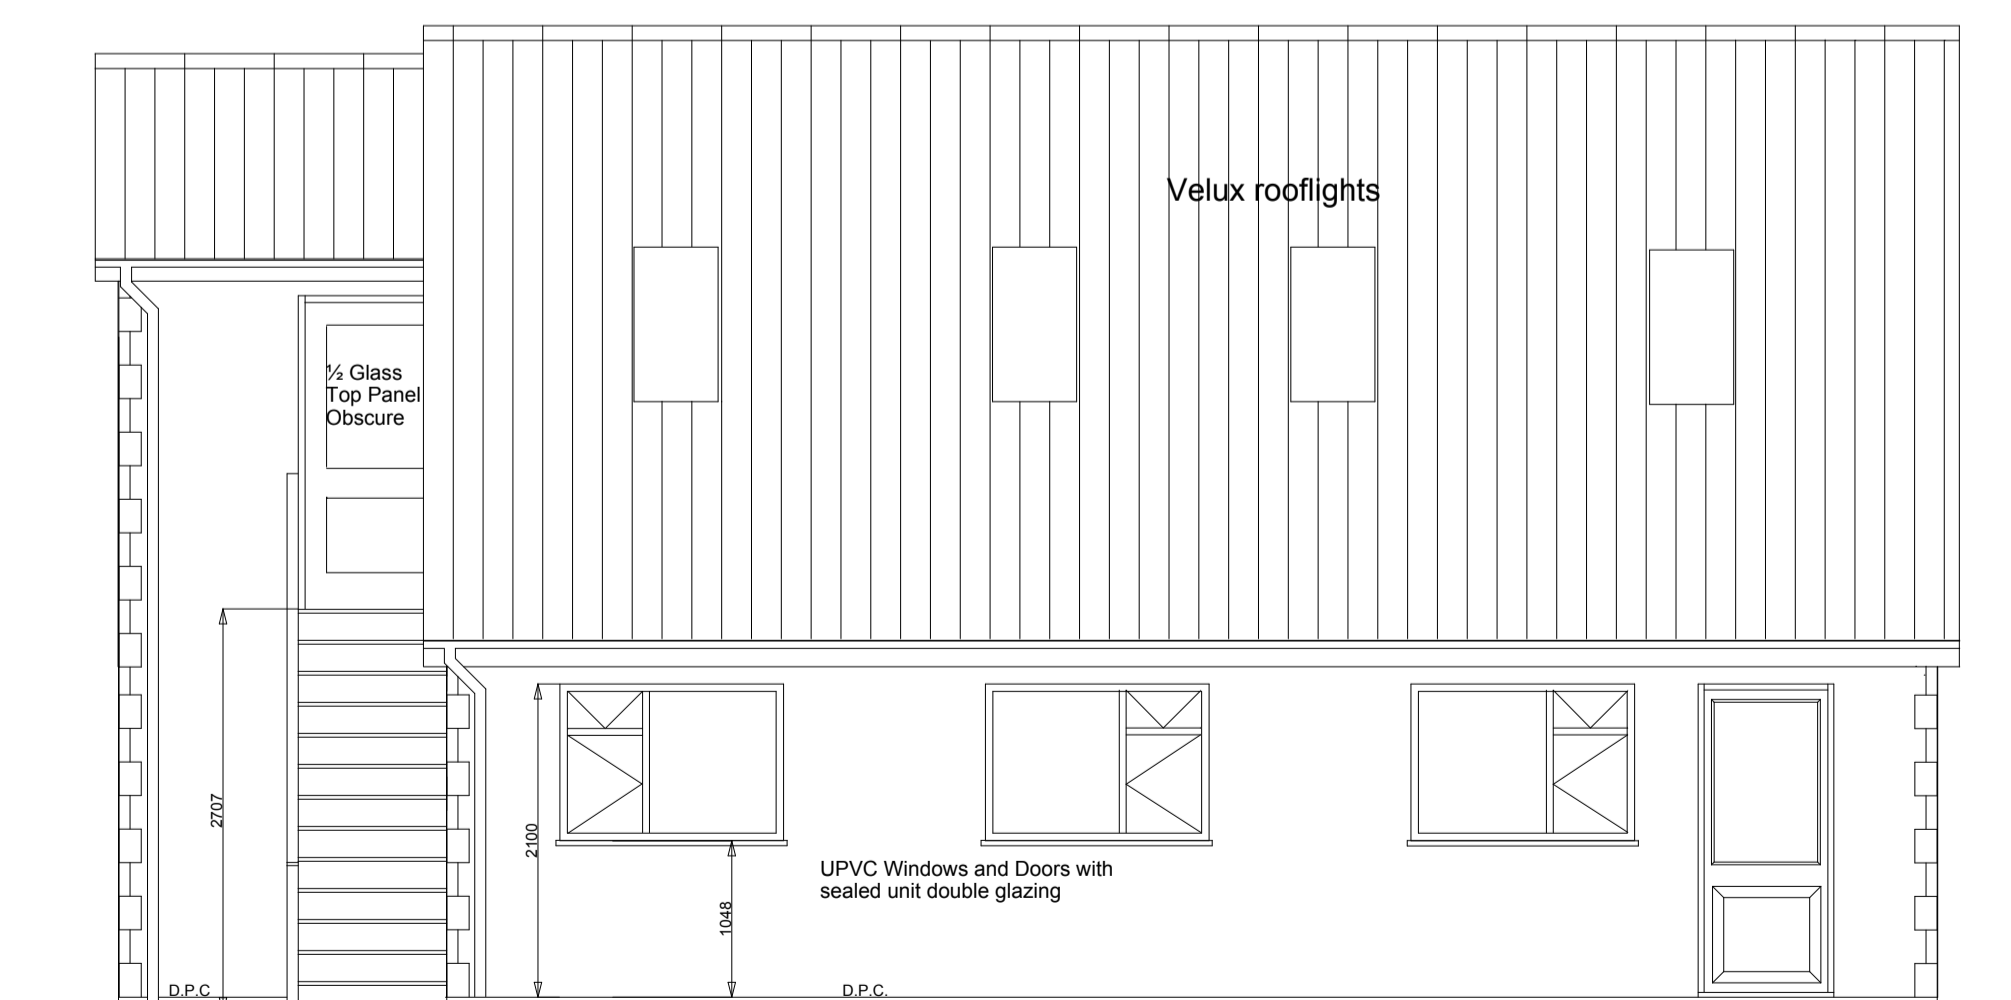 Velux rooflights
½ Glass
Top Panel
Obscure
2707
2100
1048
UPVC Windows and Doors with
sealed unit double glazing
D.P.C
D.P.C.